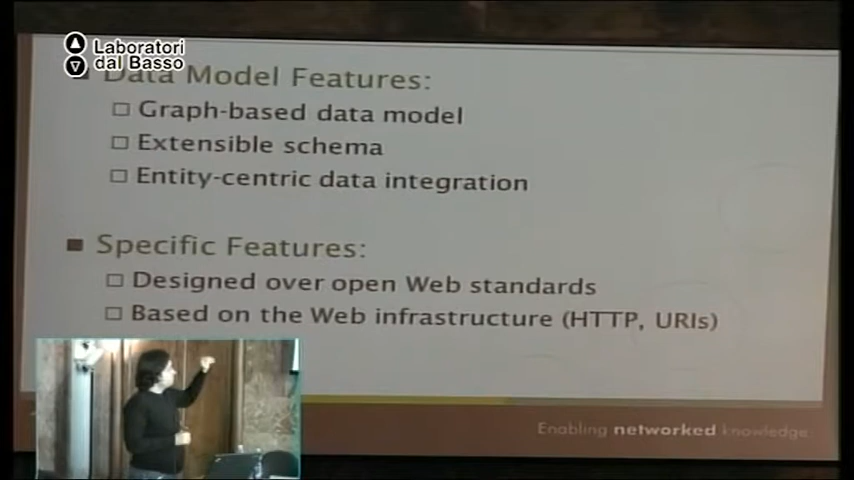 Laboratori
dal Basso
Data Model Features:
Graph-based data model
Extensible schema
Entity-centric data integration
Specific Features:
Designed over open Web standards
Based on the Web infrastructure (HTTP, URIs)
Enabling networked knowledge